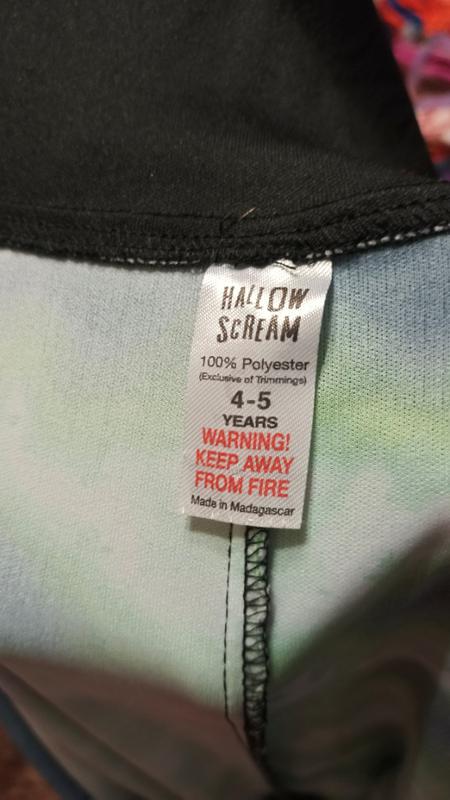 HALLOW
SCREAM
100% Polyester
(Exclusive of Trimmings)
4-5
YEARS
WARNING!
KEEP AWAY
FROM FIRE
Made in Madagascar